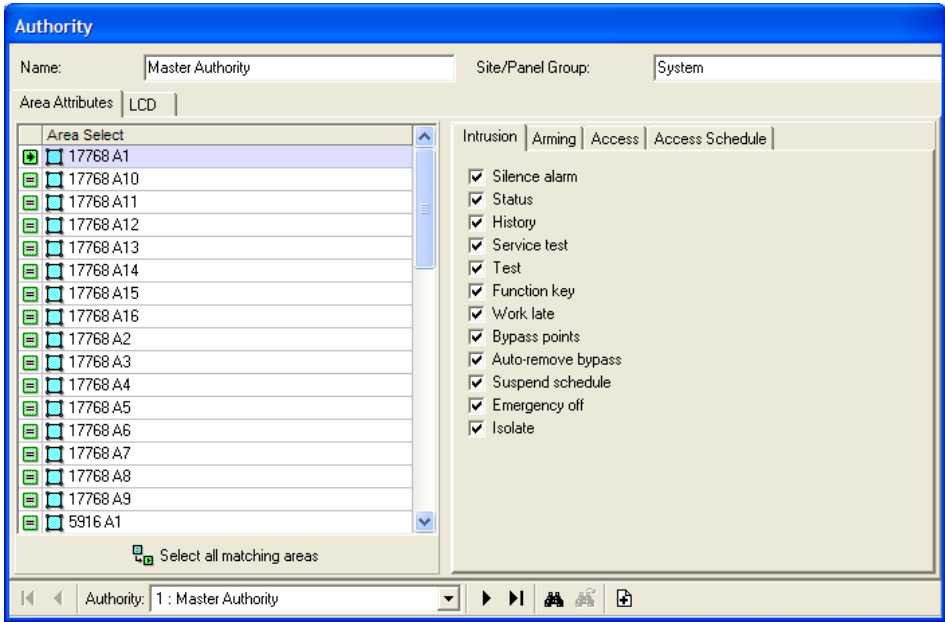 Authority
Name: Master Authority Site/Panel Group: System
Area Attributes LCD
Area Select
17768 A1
17768 A10
17768 A11
17768 A12
17768 A13
17768 A14
17768 A15
17768 A16
17768 A2
17768 A3
17768 A4
17768 A5
17768 A6
17768 A7
17768 A8
17768 A9
5916 A1
Select all matching areas
Intrusion Arming Access Access Schedule
Silence alarm
Status
History
Service test
Test
Function key
Work late
Bypass points
Auto-remove bypass
Suspend schedule
Emergency off
Isolate
Authority: 1 : Master Authority